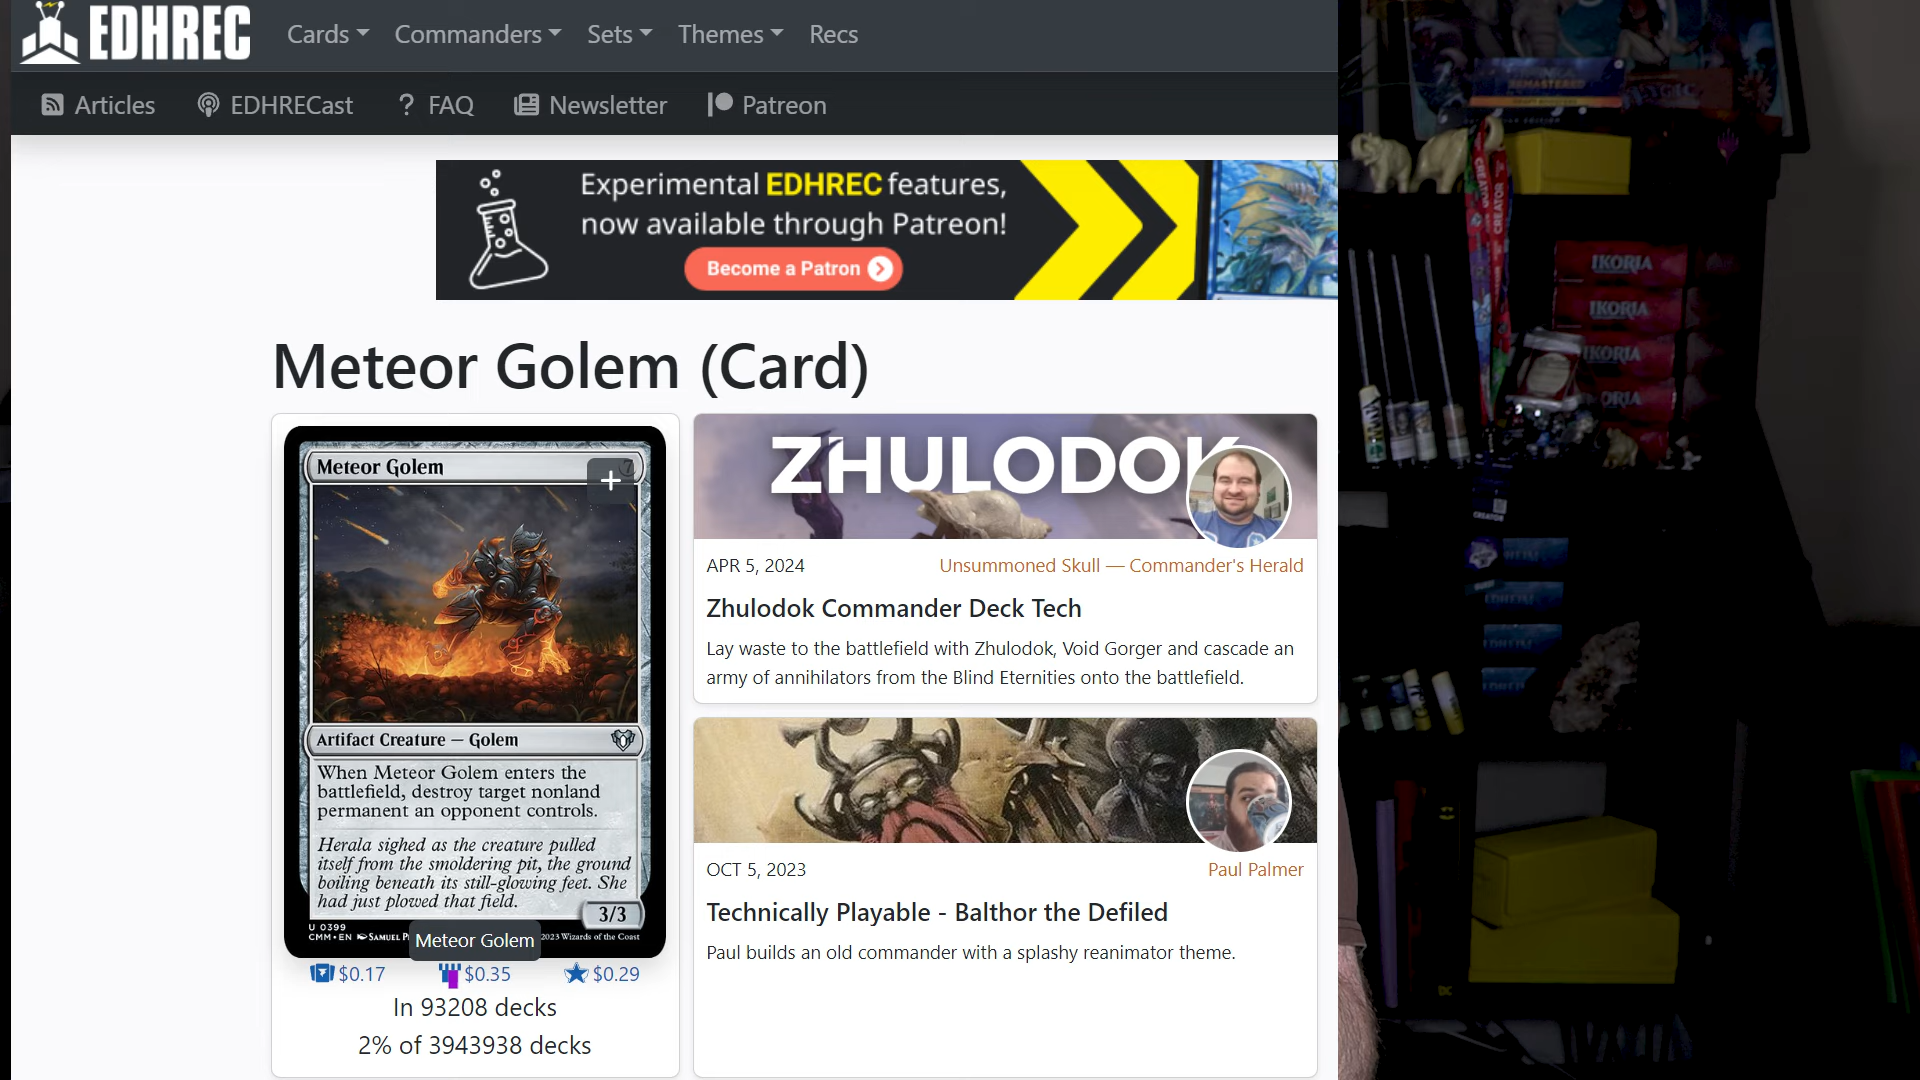 EDHREC
Cards
Commanders
Sets
Themes
Recs
Articles
EDHRECast
? FAQ
Newsletter
Patreon
Experimental EDHREC features,
now available through Patreon!
Become a Patron
Meteor Golem (Card)
Meteor Golem
7
+
Artifact Creature — Golem
When Meteor Golem enters the
battlefield, destroy target nonland
permanent an opponent controls.
Herala sighed as the creature pulled
itself from the smoldering pit, the ground
boiling beneath its still-glowing feet. She
had just plowed that field.
3/3
U 0399
CMM • EN SAMUEL
2023 Wizards of the Coast
Meteor Golem
$0.17
$0.35
$0.29
In 93208 decks
2% of 3943938 decks
ZHULODOK
APR 5, 2024
Unsummoned Skull — Commander's Herald
Zhulodok Commander Deck Tech
Lay waste to the battlefield with Zhulodok, Void Gorger and cascade an
army of annihilators from the Blind Eternities onto the battlefield.
OCT 5, 2023
Paul Palmer
Technically Playable - Balthor the Defiled
Paul builds an old commander with a splashy reanimator theme.
REMASTERED
CREATOR
CREATOR
IKORIA
IKORIA
IKORIA
CREATOR